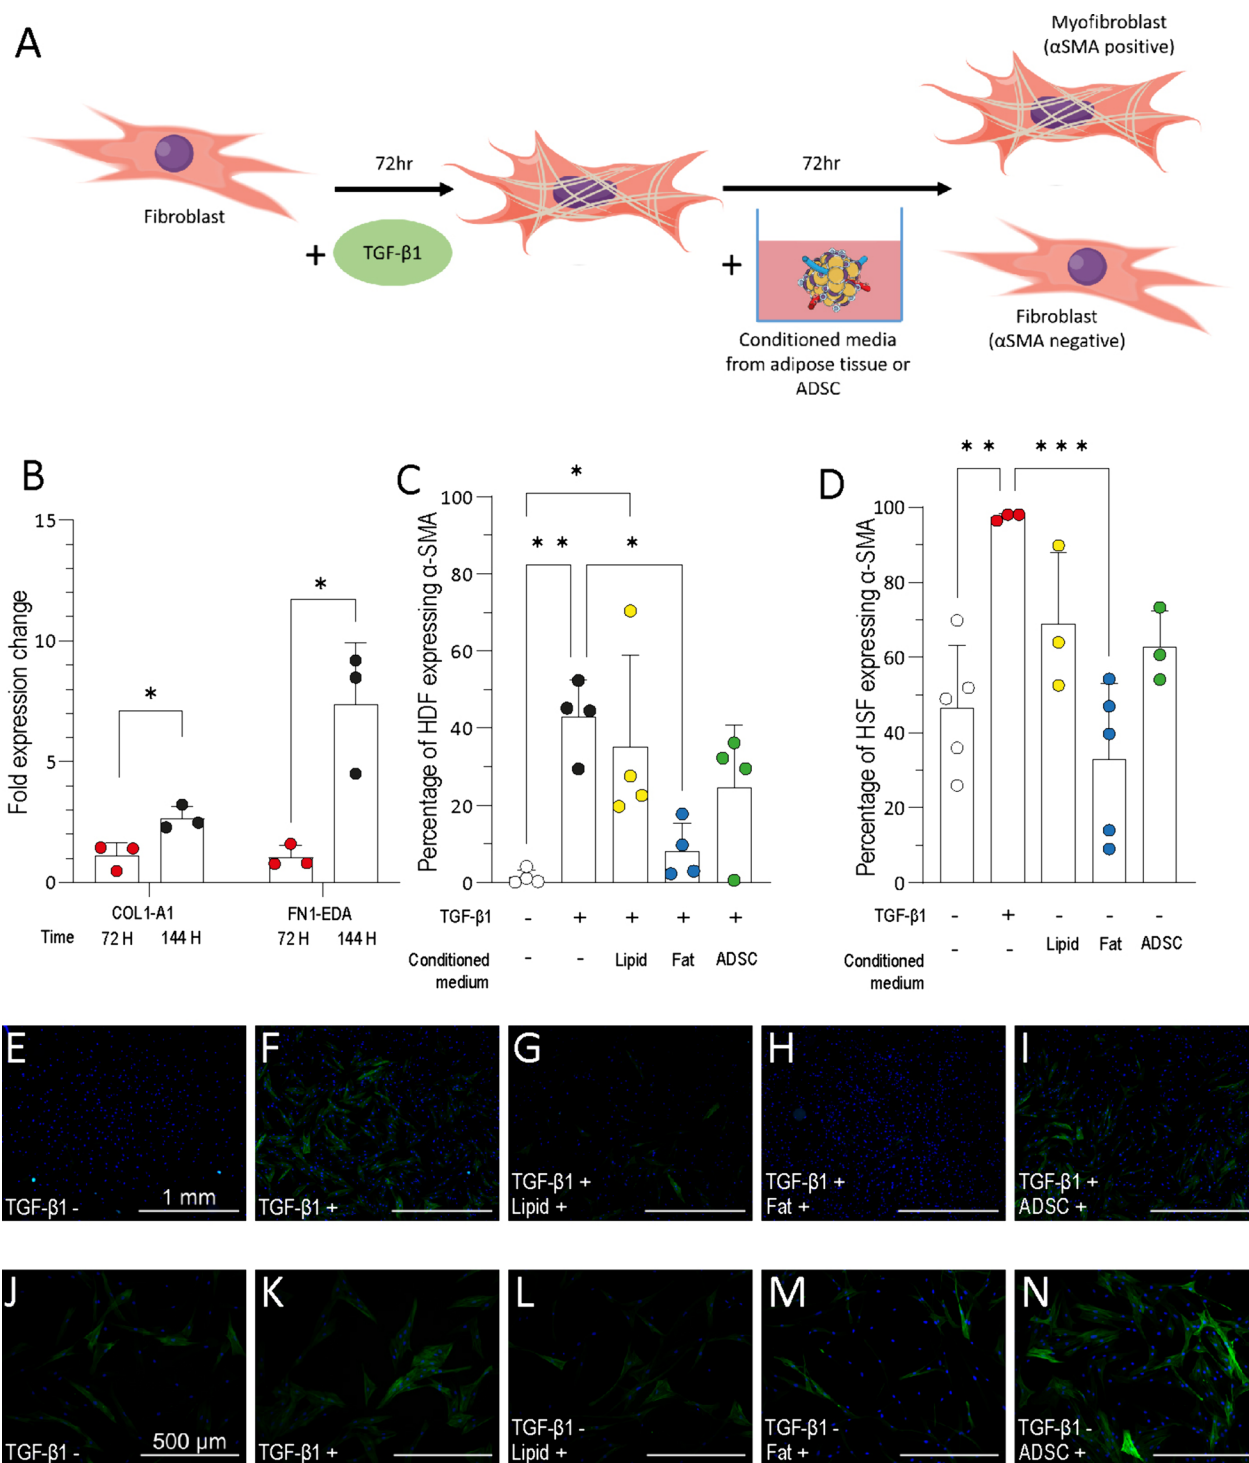 A
Myofibroblast
(αSMA positive)
72hr
72hr
Fibroblast
+
TGF-β1
+
Conditioned media
from adipose tissue or
ADSC
Fibroblast
(αSMA negative)
B
Fold expression change
15
10
5
0
*
*
COL1-A1
FN1-EDA
Time
72 H
144 H
72 H
144 H
C
Percentage of HDF expressing α-SMA
100
80
60
40
20
0
*
* *
*
TGF-β1
- + + + +
Conditioned
medium
- - Lipid Fat ADSC
D
Percentage of HSF expressing α-SMA
100
80
60
40
20
0
* *
* * *
TGF-β1
- + - - -
Conditioned
medium
- - Lipid Fat ADSC
E
TGF-β1 -
1 mm
F
TGF-β1 +
G
TGF-β1 +
Lipid +
H
TGF-β1 +
Fat +
I
TGF-β1 +
ADSC +
J
TGF-β1 -
500 µm
K
TGF-β1 +
L
TGF-β1 -
Lipid +
M
TGF-β1 -
Fat +
N
TGF-β1 -
ADSC +